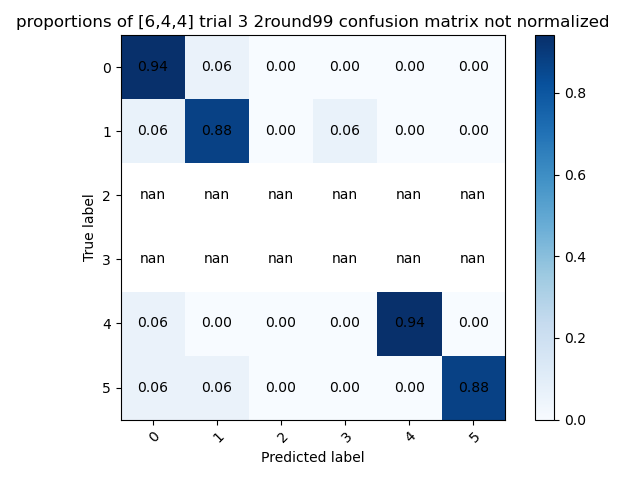 proportions of [6,4,4] trial 3 2round99 confusion matrix not normalized
True label
0 0.94 0.06 0.00 0.00 0.00 0.00
1 0.06 0.88 0.00 0.06 0.00 0.00
2 nan nan nan nan nan nan
3 nan nan nan nan nan nan
4 0.06 0.00 0.00 0.00 0.94 0.00
5 0.06 0.06 0.00 0.00 0.00 0.88
0 1 2 3 4 5
Predicted label
0.8
0.6
0.4
0.2
0.0